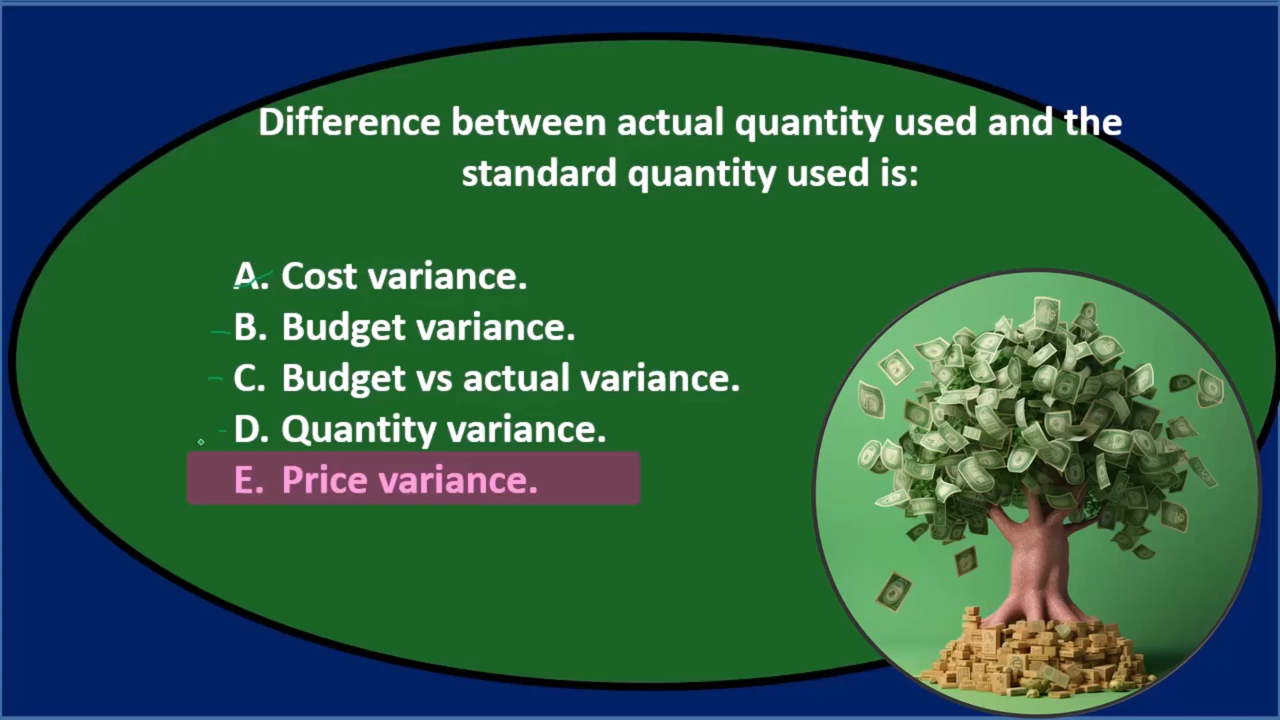 Difference between actual quantity used and the
standard quantity used is:
A. Cost variance.
B. Budget variance.
C. Budget vs actual variance.
D. Quantity variance.
E. Price variance.